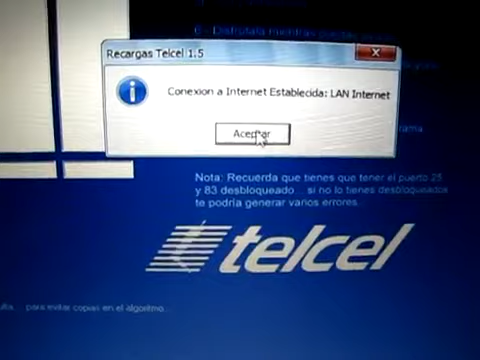 Recargas Telcel 1.5
Conexion a Internet Establecida: LAN Internet
Aceptar
Nota: Recuerda que tienes que tener el puerto 25
y 83 desbloqueado... si no lo tienes desbloqueados
te podria generar varios errores..
telcel
para evitar copias en el algoritmo...